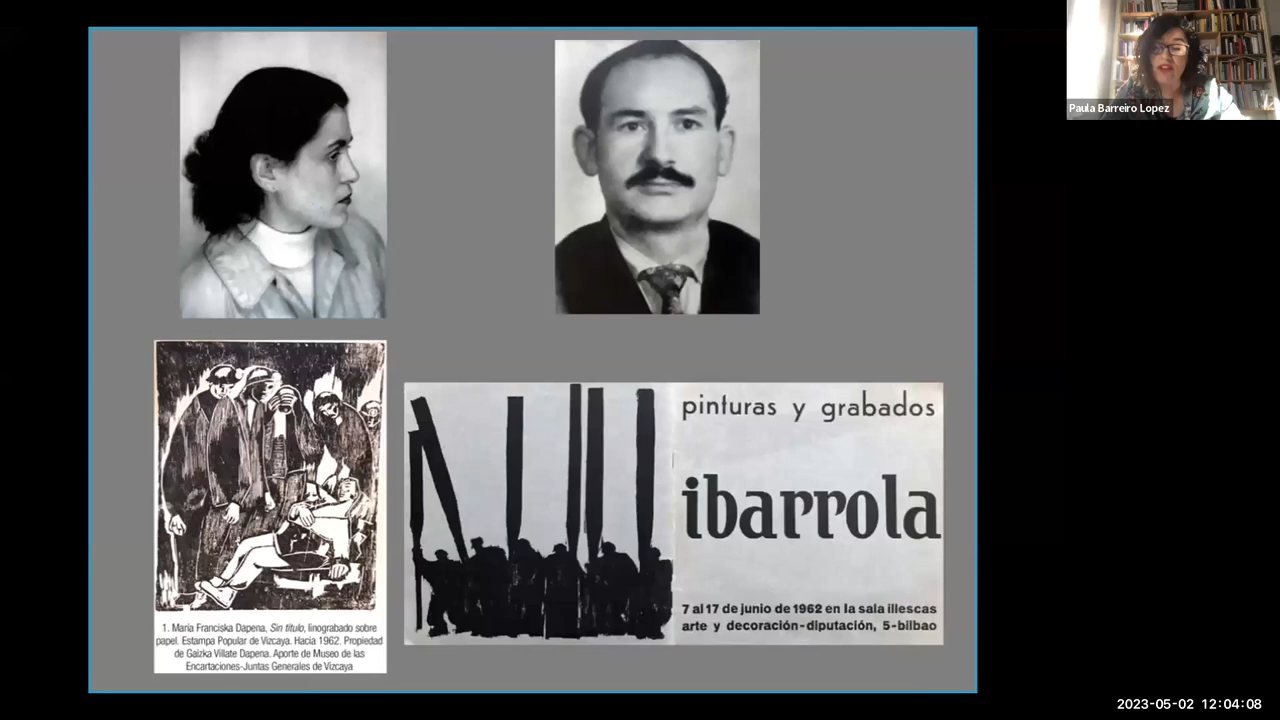 Paula Barreiro Lopez
pinturas y grabados
ibarrola
7 al 17 de junio de 1962 en la sala illescas
arte y decoración-diputación, 5-bilbao
1. María Franciska Dapena, Sin título, linograbado sobre
papel. Estampa Popular de Vizcaya. Hacia 1962. Propiedad
de Gaizka Villate Dapena. Aporte de Museo de las
Encartaciones-Juntas Generales de Vizcaya
2023-05-02 12:04:08